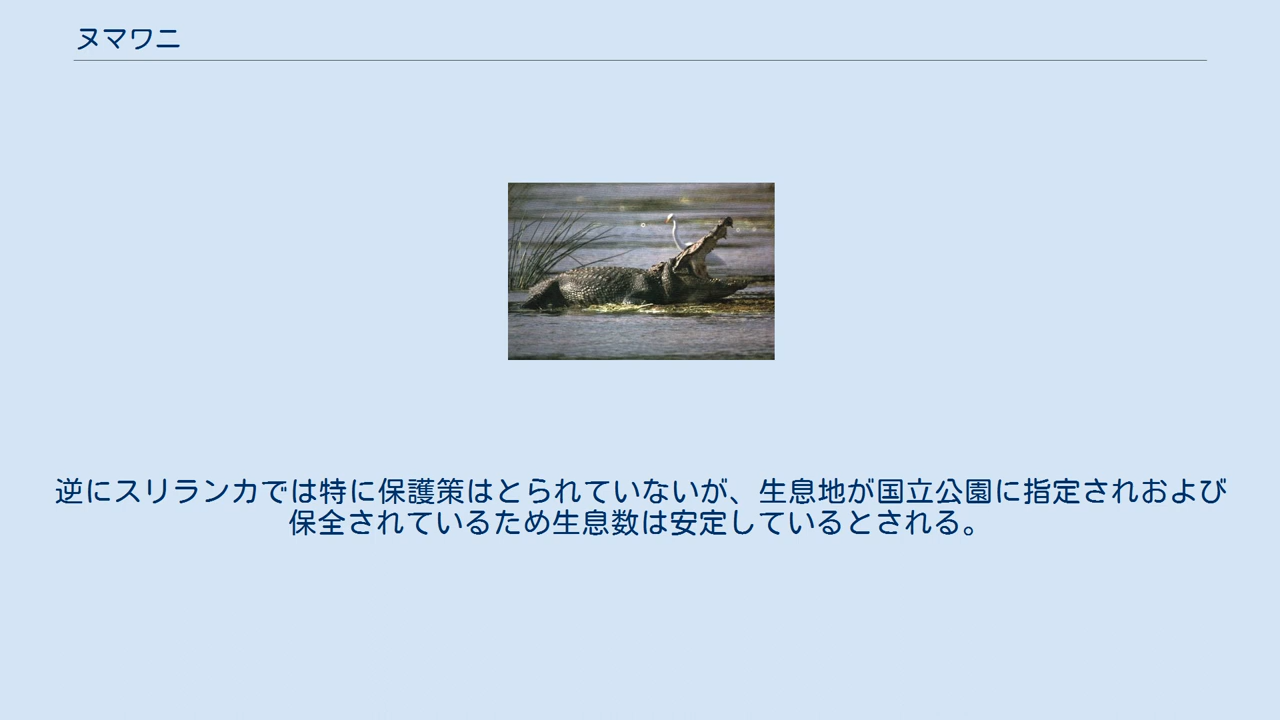 ヌマワニ
逆にスリランカでは特に保護策はとられていないが、生息地が国立公園に指定されおよび
保全されているため生息数は安定しているとされる。